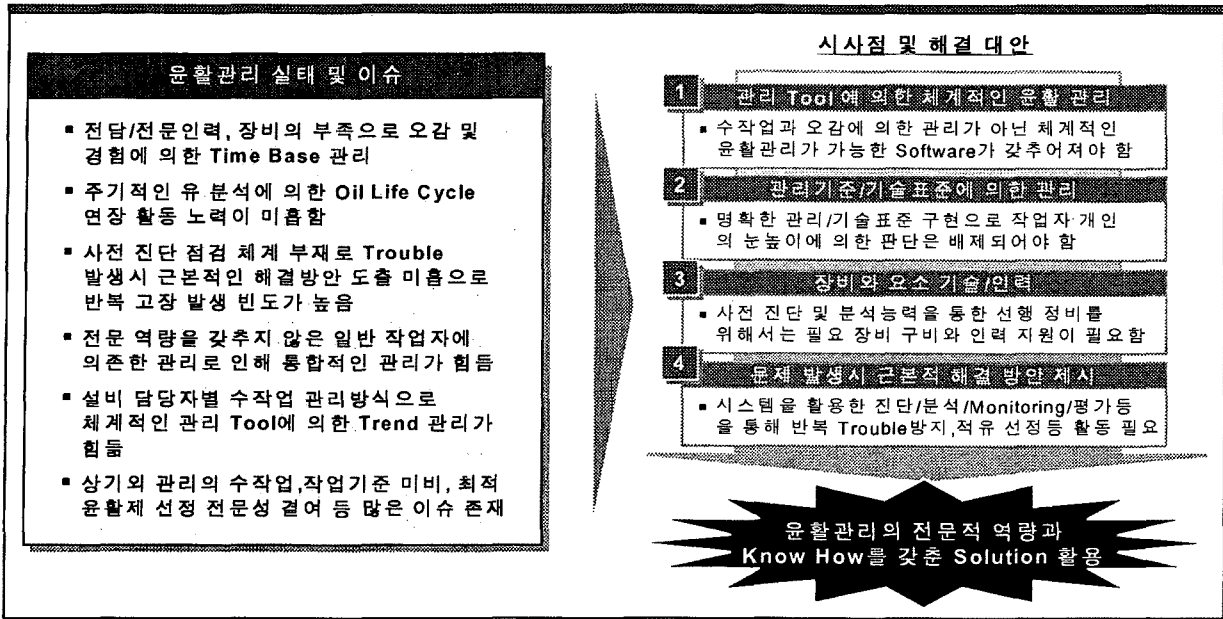 윤활관리 실태 및 이슈
▪ 전담/전문인력, 장비의 부족으로 오감 및
경험에 의한 Time Base 관리
▪ 주기적인 유 분석에 의한 Oil Life Cycle
연장 활동 노력이 미흡함
▪ 사전 진단 점검 체계 부재로 Trouble
발생시 근본적인 해결방안 도출 미흡으로
반복 고장 발생 빈도가 높음
▪ 전문 역량을 갖추지 않은 일반 작업자에
의존한 관리로 인해 통합적인 관리가 힘듬
▪ 설비 담당자별 수작업 관리방식으로
체계적인 관리 Tool에 의한 Trend 관리가
힘듦
▪ 상기외 관리의 수작업,작업기준 미비, 최적
윤활제 선정 전문성 결여 등 많은 이슈 존재
시사점 및 해결 대안
1 관리 Tool 에 의한 체계적인 윤활 관리
▪ 수작업과 오감에 의한 관리가 아닌 체계적인
윤활관리가 가능한 Software가 갖추어져야 함
2 관리기준/기술표준에 의한 관리
▪ 명확한 관리/기술표준 구현으로 작업자 개인
의 눈높이에 의한 판단은 배제되어야 함
3 장비와 요소 기술/인력
▪ 사전 진단 및 분석능력을 통한 선행 정비를
위해서는 필요 장비 구비와 인력 지원이 필요함
4 문제 발생시 근본적 해결 방안 제시
▪ 시스템을 활용한 진단/분석/Monitoring/평가등
을 통해 반복 Trouble방지,적유 선정등 활동 필요
윤활관리의 전문적 역량과
Know How를 갖춘 Solution 활용